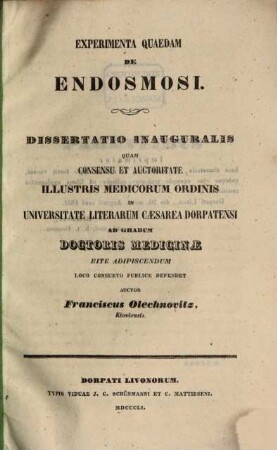 EXPERIMENTA QUAEDAM
DE
ENDOSMOSI.
DISSERTATIO INAUGURALIS
QUAM
CONSENSU ET AUCTORITATE
ILLUSTRIS MEDICORUM ORDINIS
IN
UNIVERSITATE LITERARUM CÆSAREA DORPATENSI
AD GRADUM
DOCTORIS MEDICINÆ
RITE ADIPISCENDUM
LOCO CONSUETO PUBLICE DEFENDET
AUCTOR
Franciscus Olechnovitz,
Kioviensis.
DORPATI LIVONORUM.
TYPIS VIDUAE J. C. SCHÜNMANNI ET C. MATTIESENI.
MDCCCLI.